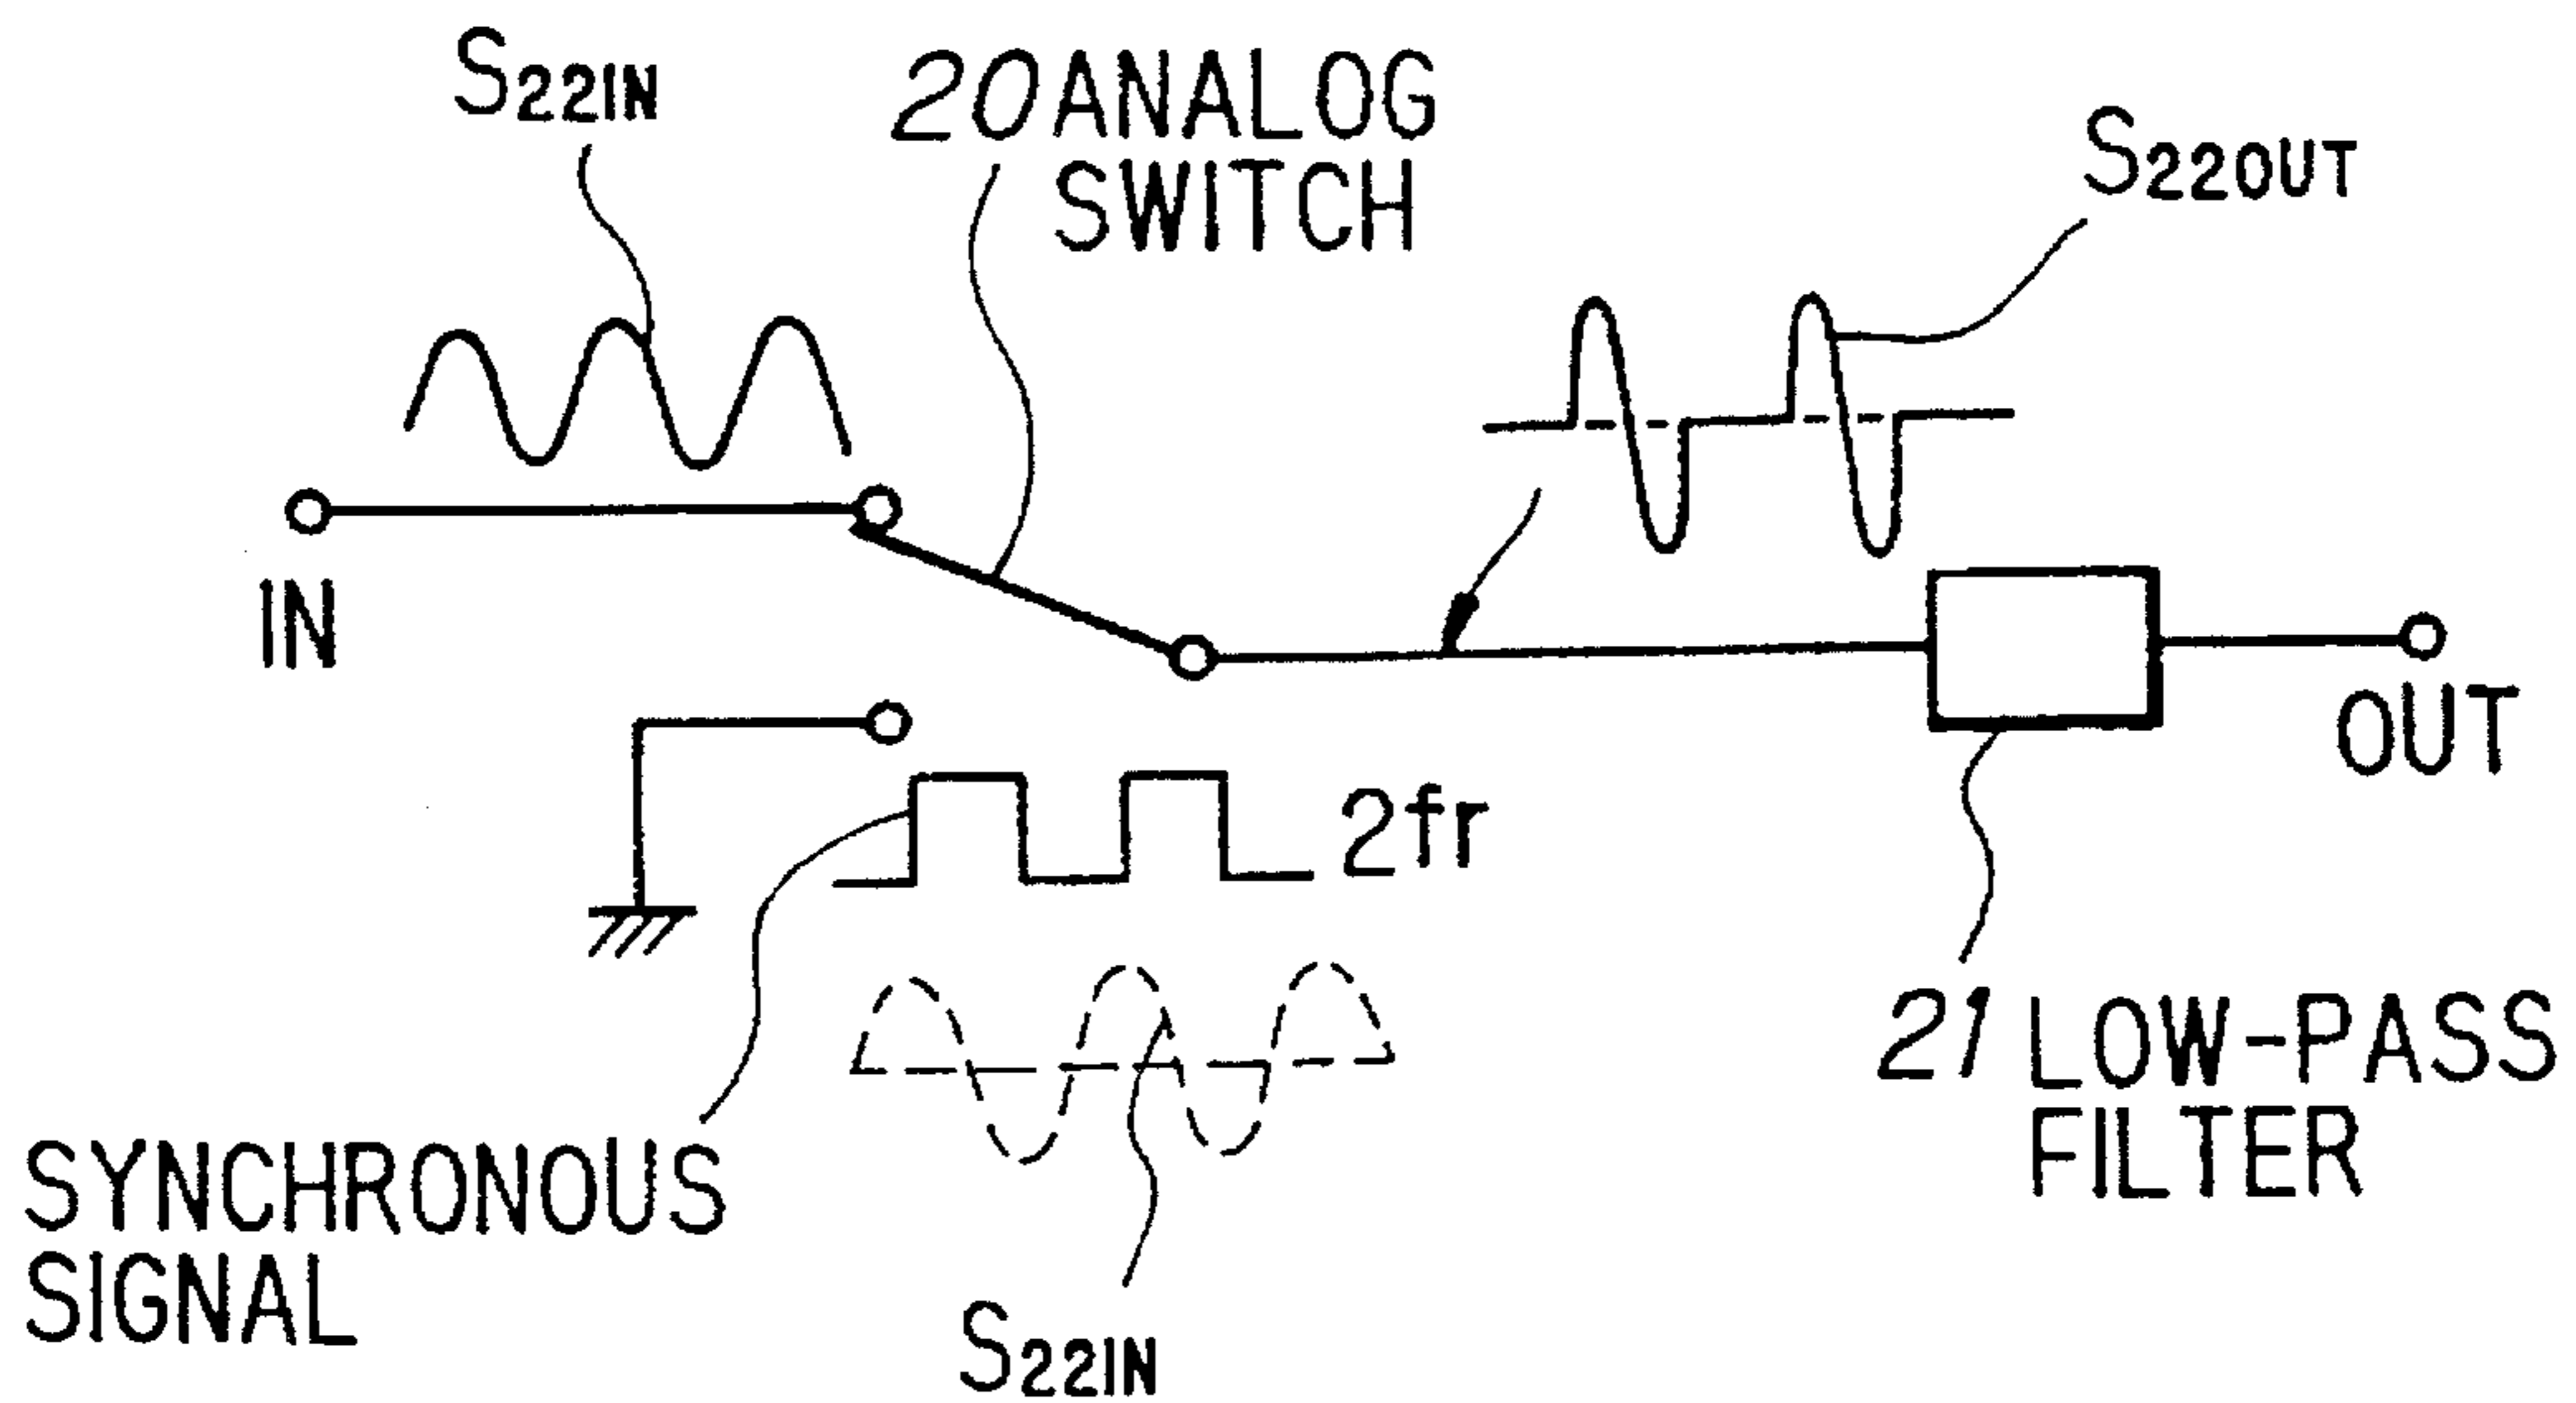 S22IN
20 ANALOG
SWITCH
S22OUT
IN
OUT
2fr
21 LOW-PASS
FILTER
SYNCHRONOUS
SIGNAL
S22IN